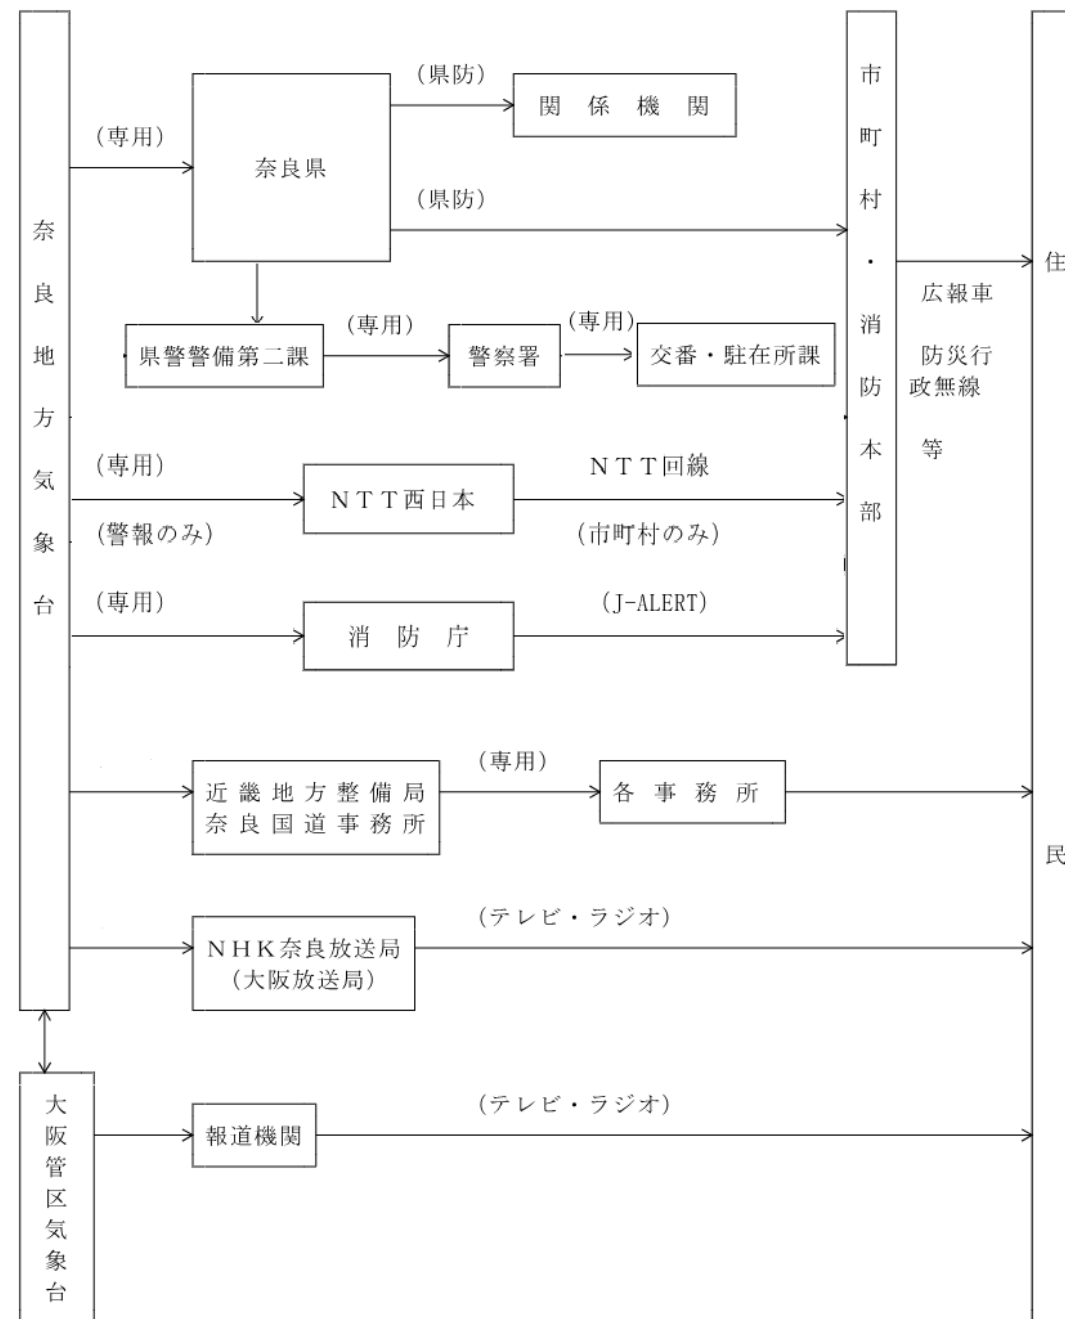 奈良地方気象台
(専用)
奈良県
(県防)
関係機関
(県防)
県警警備第二課
(専用)
警察署
(専用)
交番・駐在所課
(専用)
(警報のみ)
NTT西日本
NTT回線
(市町村のみ)
(専用)
消防庁
(J-ALERT)
市町村・消防本部
広報車
防災行
政無線
等
近畿地方整備局
奈良国道事務所
(専用)
各事務所
NHK奈良放送局
(大阪放送局)
(テレビ・ラジオ)
大阪管区気象台
報道機関
(テレビ・ラジオ)
住民